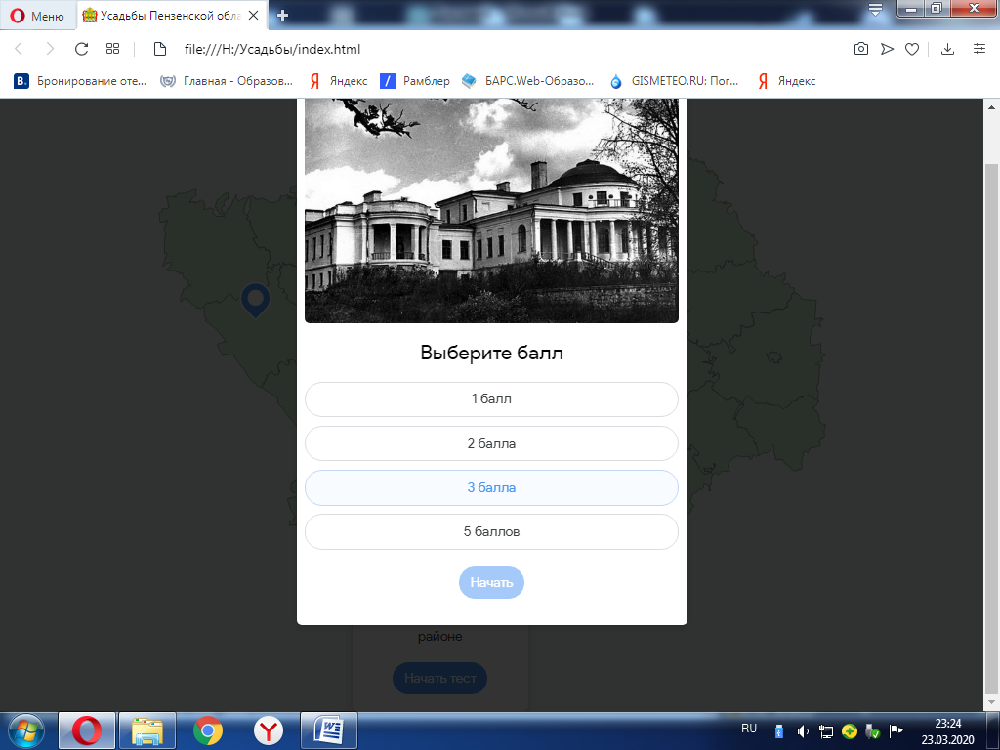 Меню
Усадьбы Пензенской обла
file:///H:/Усадьбы/index.html
B. Бронирование оте...
Главная - Образов...
Я Яндекс
Рамблер
БАРС.Web-Образо...
GISMETEO.RU: Пог...
Я Яндекс
Выберите балл
1 балл
2 балла
3 балла
5 баллов
Начать
районе
Начать тест
RU
23:24
23.03.2020